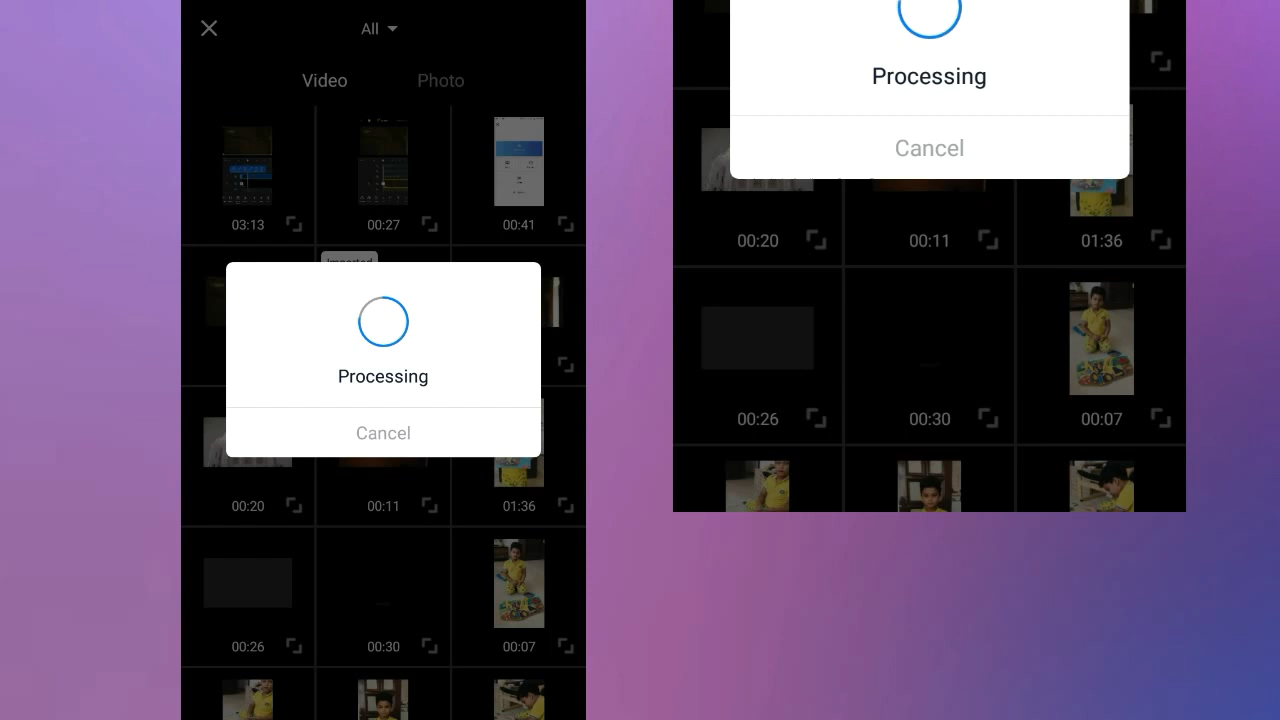 All
Video Photo
03:13 00:27 00:41
Processing
Cancel
00:20 00:11 01:36
00:26 00:30 00:07
Processing
Cancel
00:20 00:11 01:36
00:26 00:30 00:07